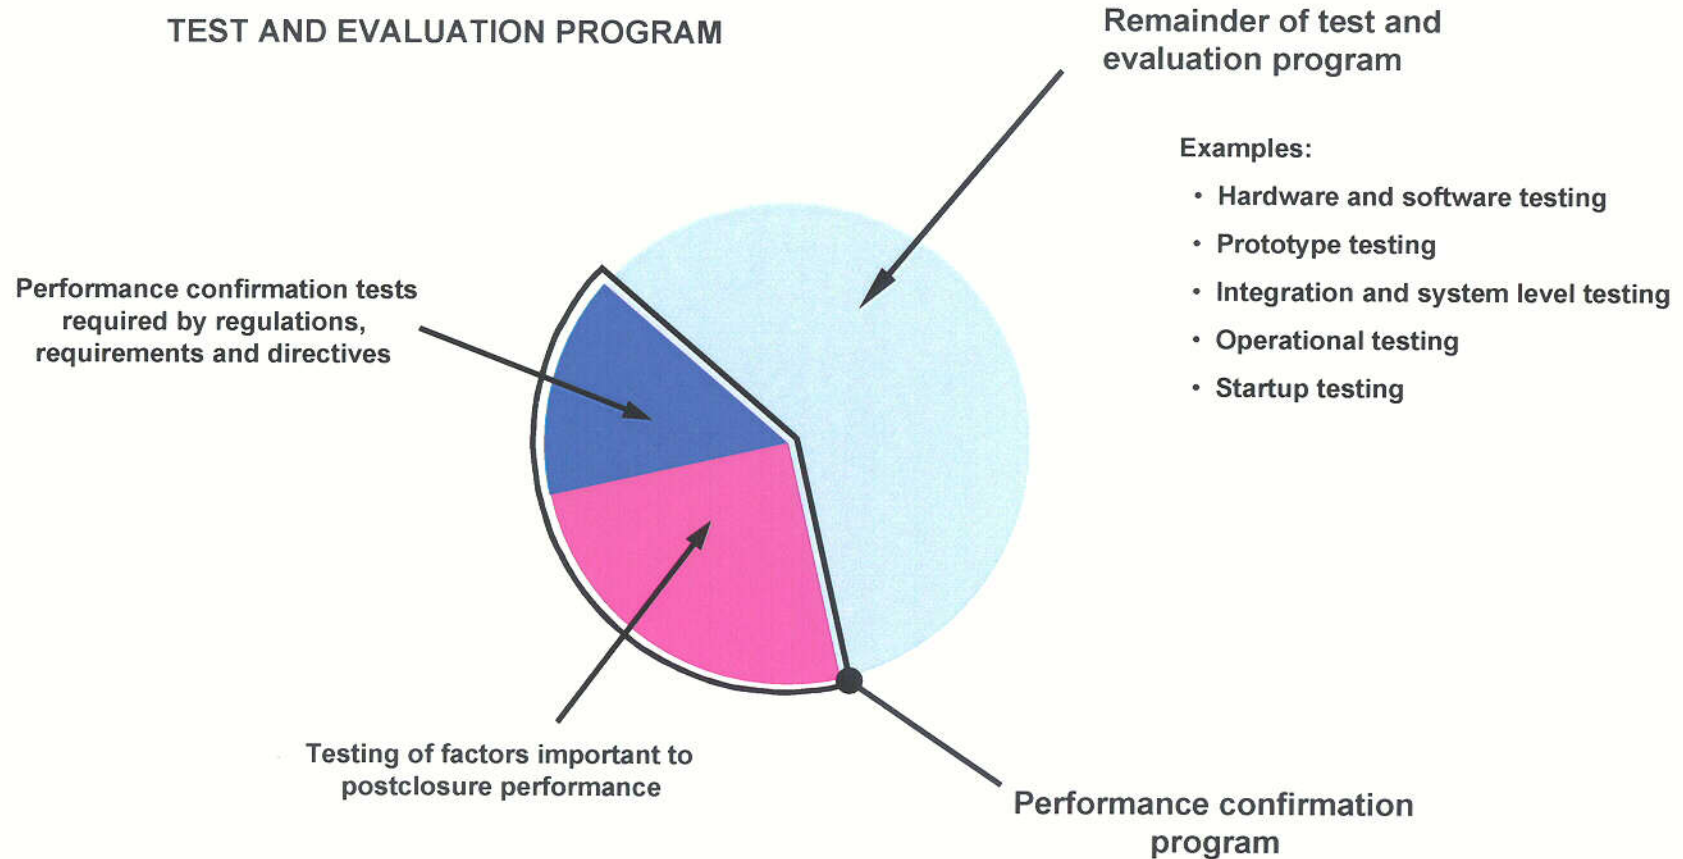 TEST AND EVALUATION PROGRAM
Remainder of test and
evaluation program
Examples:
• Hardware and software testing
• Prototype testing
• Integration and system level testing
• Operational testing
• Startup testing
Performance confirmation tests
required by regulations,
requirements and directives
Testing of factors important to
postclosure performance
Performance confirmation
program